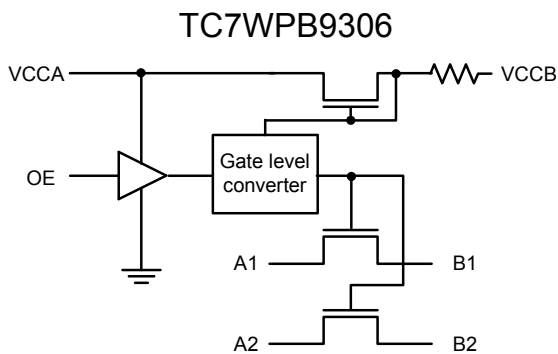 TC7WPB9306
VCCA
VCCB
OE
Gate level
converter
A1
B1
A2
B2